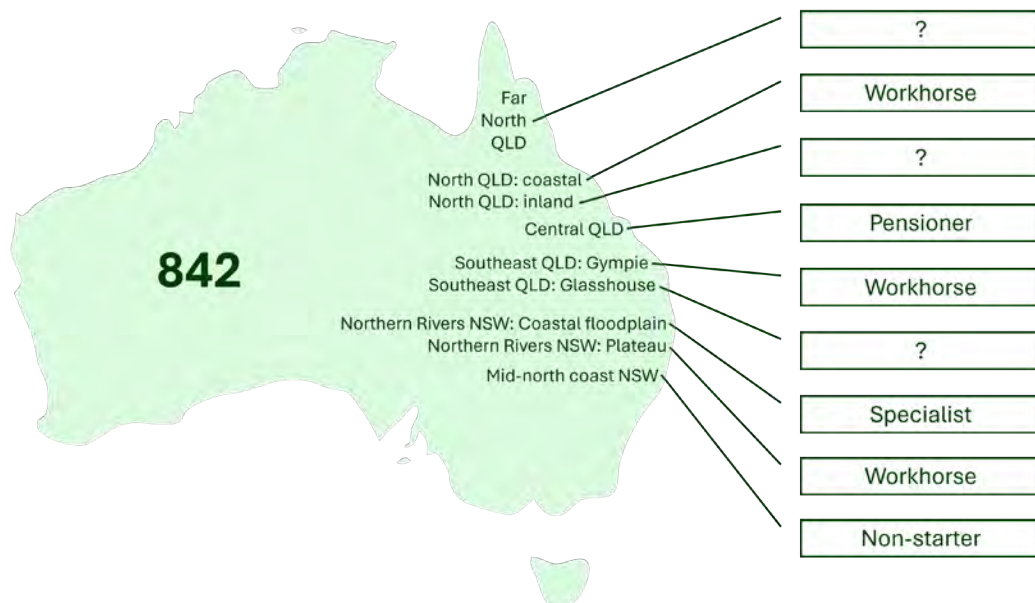 Far
North
QLD
North QLD: coastal
North QLD: inland
Central QLD
842
Southeast QLD: Gympie
Southeast QLD: Glasshouse
Northern Rivers NSW: Coastal floodplain
Northern Rivers NSW: Plateau
Mid-north coast NSW
?
Workhorse
?
Pensioner
Workhorse
?
Specialist
Workhorse
Non-starter